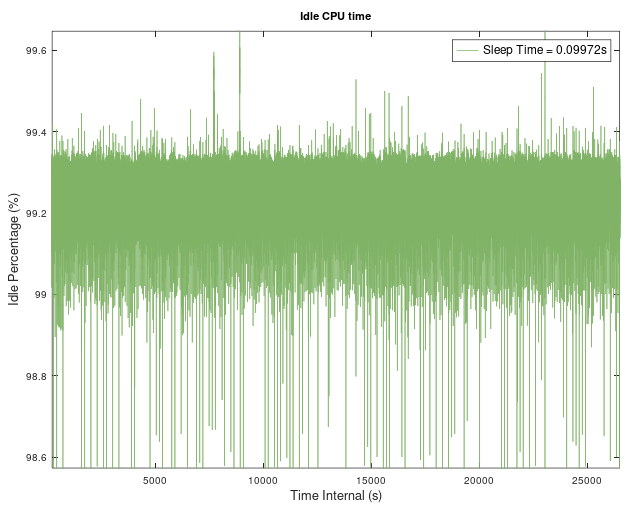 Idle CPU time
Sleep Time = 0.09972s
Idle Percentage (%)
99.6
99.4
99.2
99
98.8
98.6
5000
10000
15000
20000
25000
Time Internal (s)